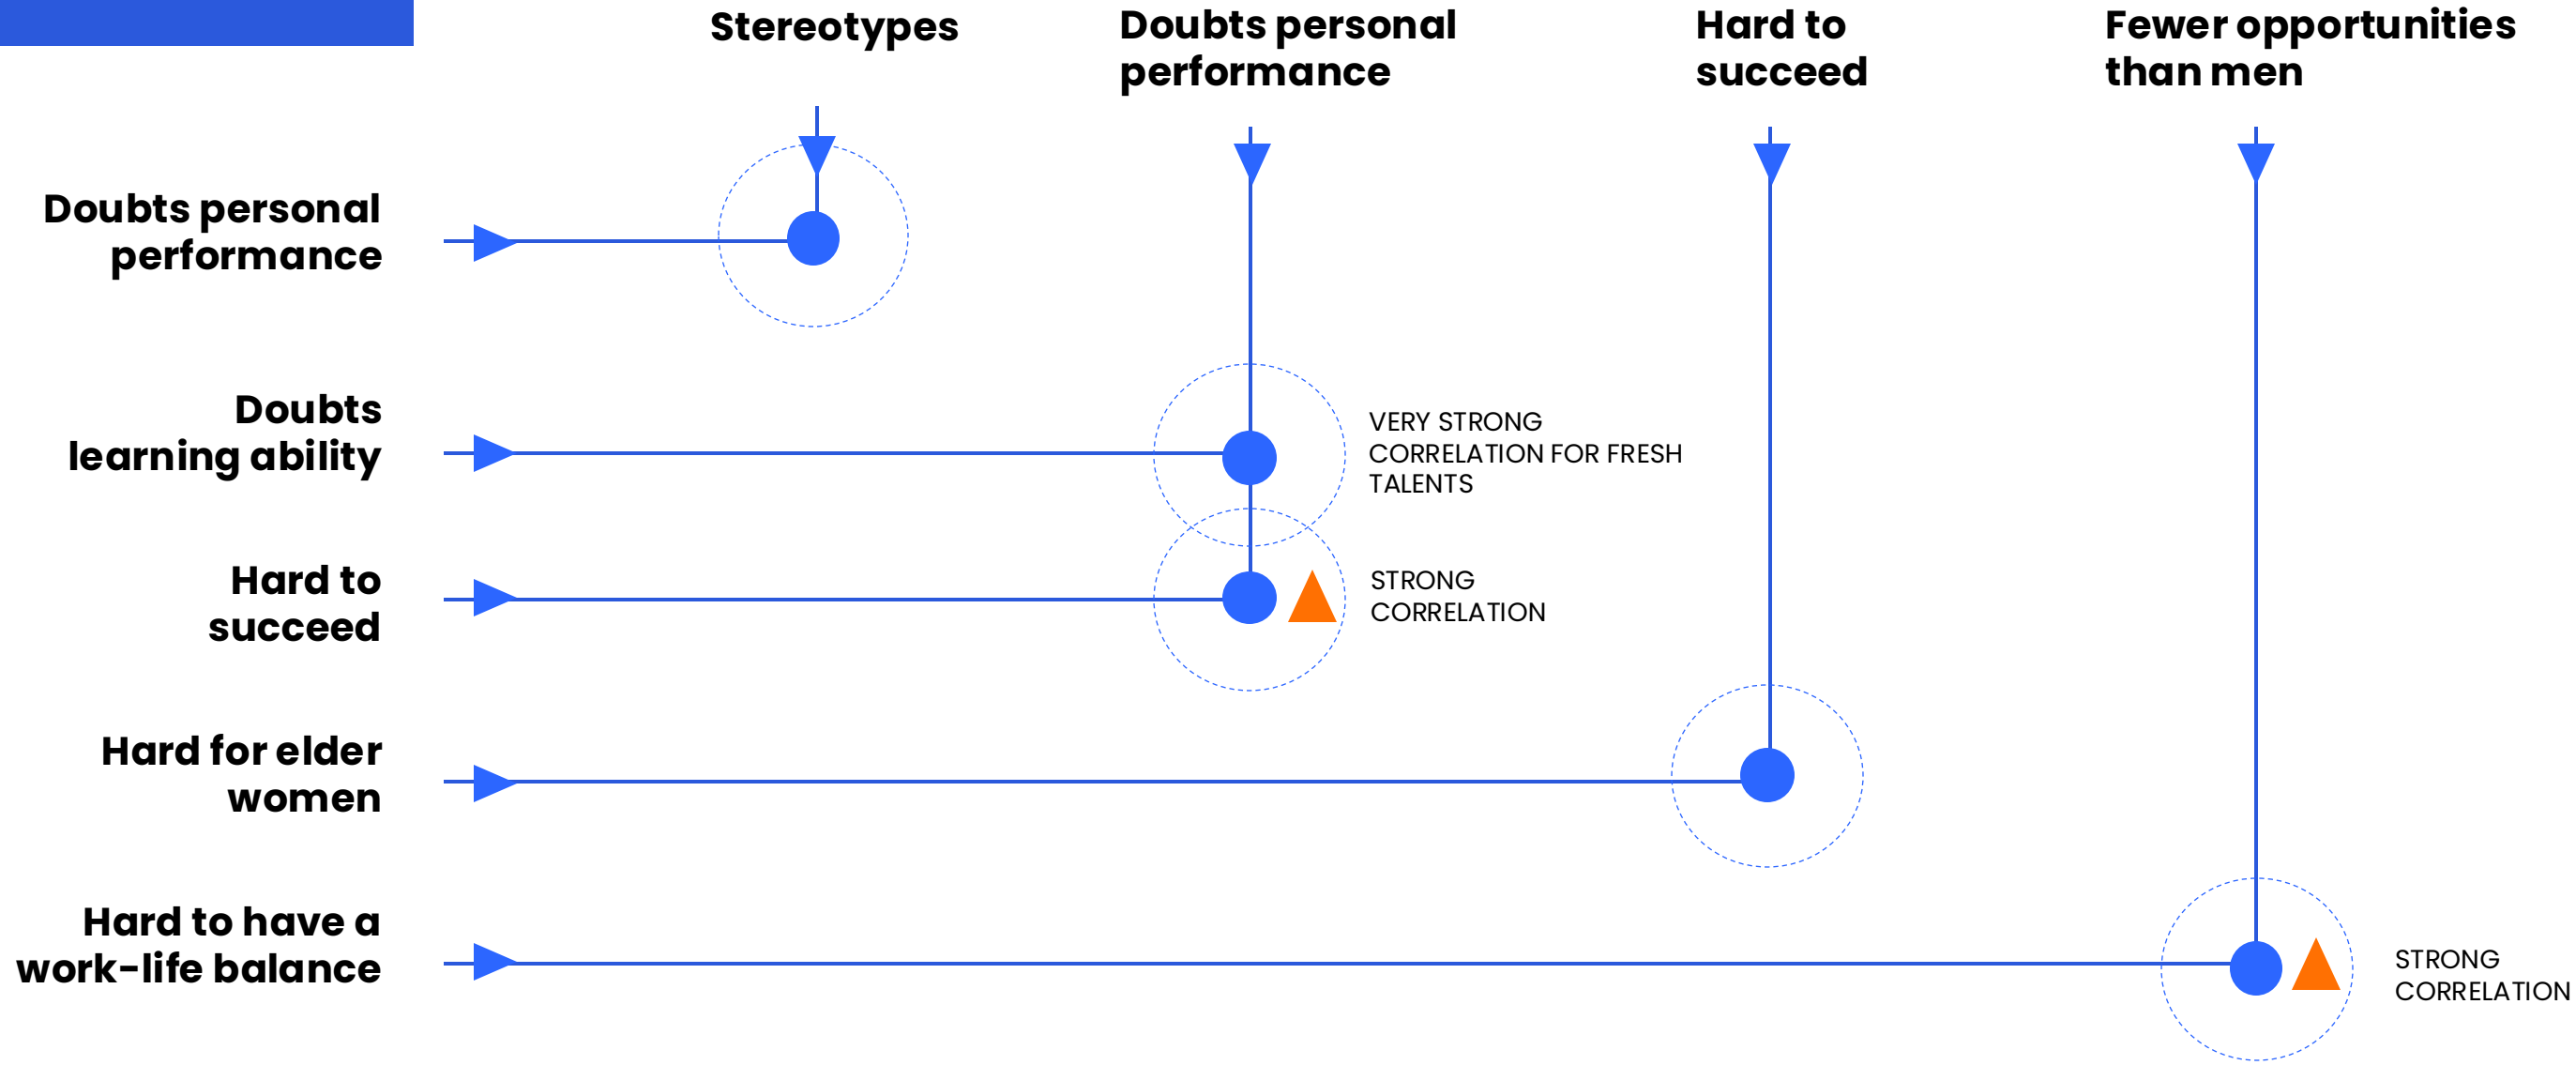 Stereotypes
Doubts personal
performance
Hard to
succeed
Fewer opportunities
than men
Doubts personal
performance
Doubts
learning ability
VERY STRONG
CORRELATION FOR FRESH
TALENTS
Hard to
succeed
STRONG
CORRELATION
Hard for elder
women
Hard to have a
work-life balance
STRONG
CORRELATION